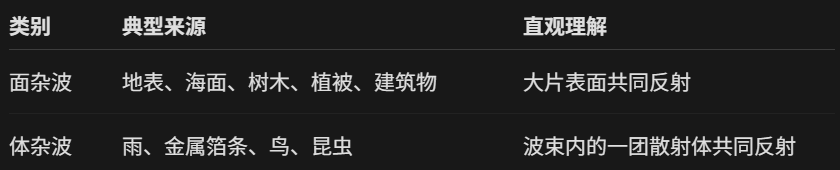 类别 典型来源 直观理解
面杂波 地表、海面、树木、植被、建筑物 大片表面共同反射
体杂波 雨、金属箔条、鸟、昆虫 波束内的一团散射体共同反射